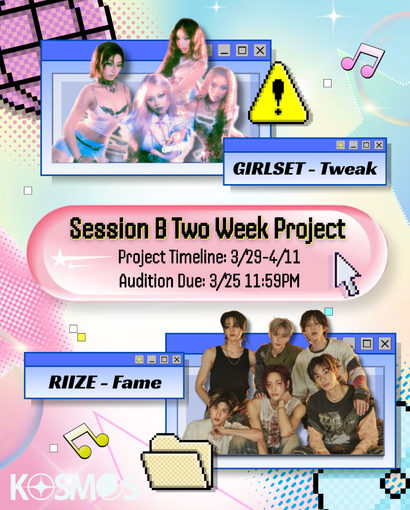 GIRLSET - Tweak
Session B Two Week Project
Project Timeline: 3/29-4/11
Audition Due: 3/25 11:59PM
RIIZE - Fame
KOSMOS